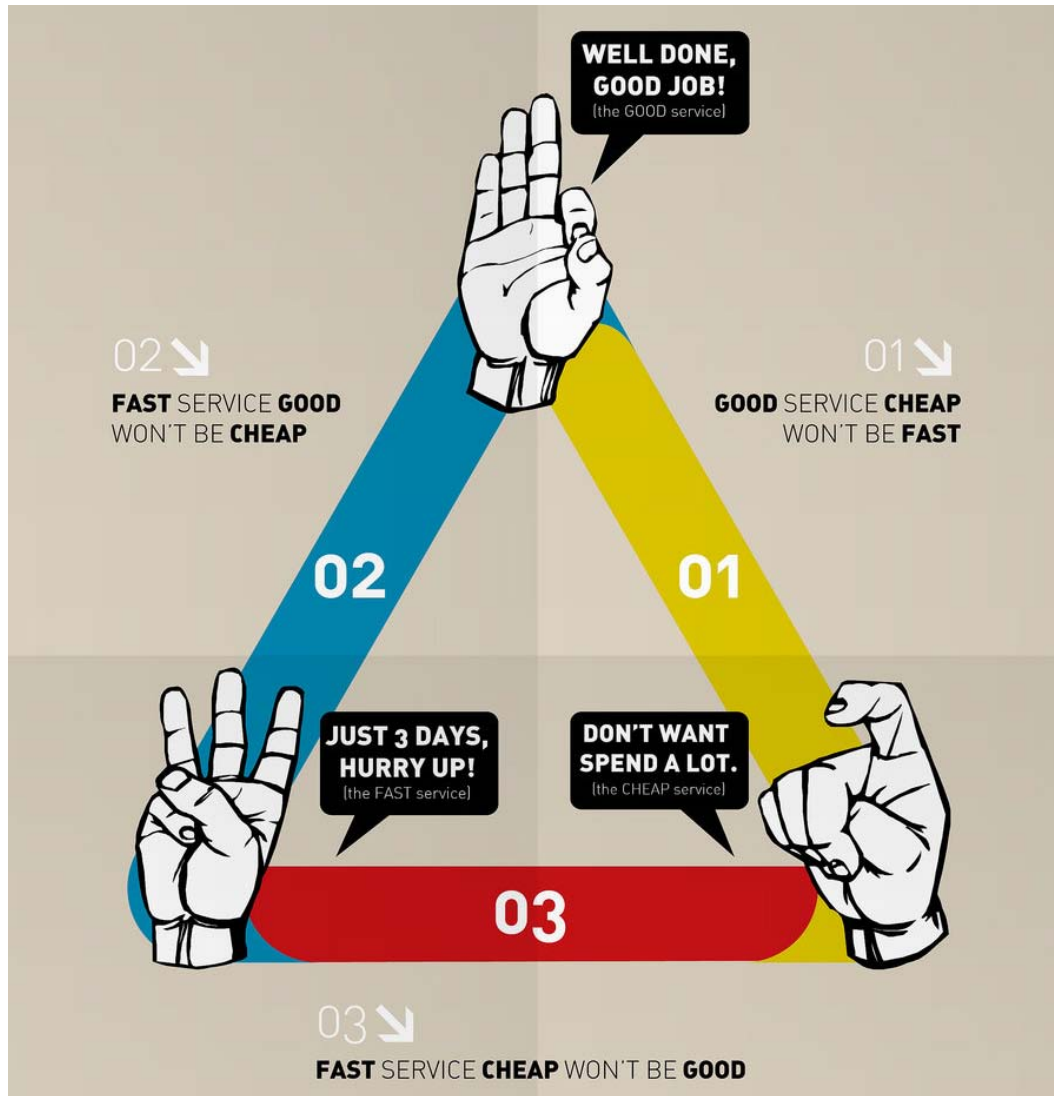 WELL DONE,
GOOD JOB!
(the GOOD service)
02
FAST SERVICE GOOD
WON'T BE CHEAP
01
GOOD SERVICE CHEAP
WON'T BE FAST
02
01
JUST 3 DAYS,
HURRY UP!
(the FAST service)
DON'T WANT
SPEND A LOT.
(the CHEAP service)
03
03
FAST SERVICE CHEAP WON'T BE GOOD